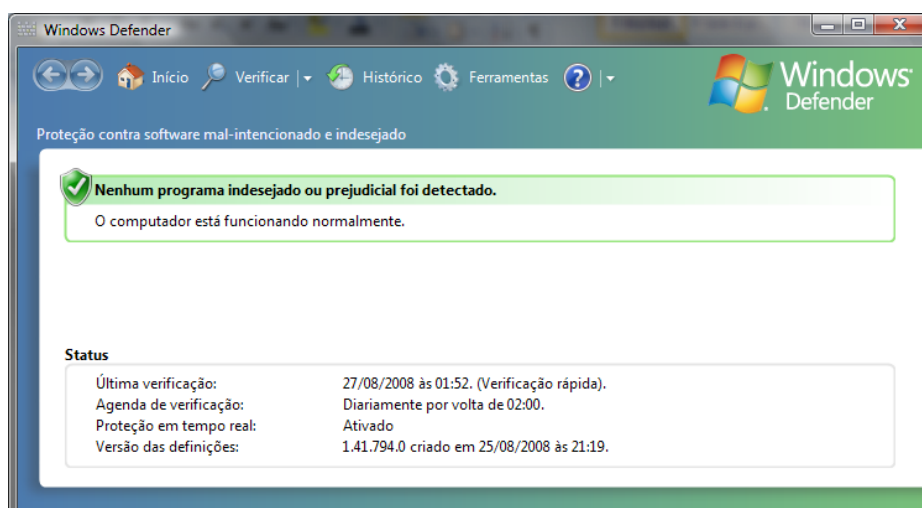 Windows Defender
Início Verificar Histórico Ferramentas ?
Windows
Defender
Proteção contra software mal-intencionado e indesejado
Nenhum programa indesejado ou prejudicial foi detectado.
O computador está funcionando normalmente.
Status
Última verificação: 27/08/2008 às 01:52. (Verificação rápida).
Agenda de verificação: Diariamente por volta de 02:00.
Proteção em tempo real: Ativado
Versão das definições: 1.41.794.0 criado em 25/08/2008 às 21:19.